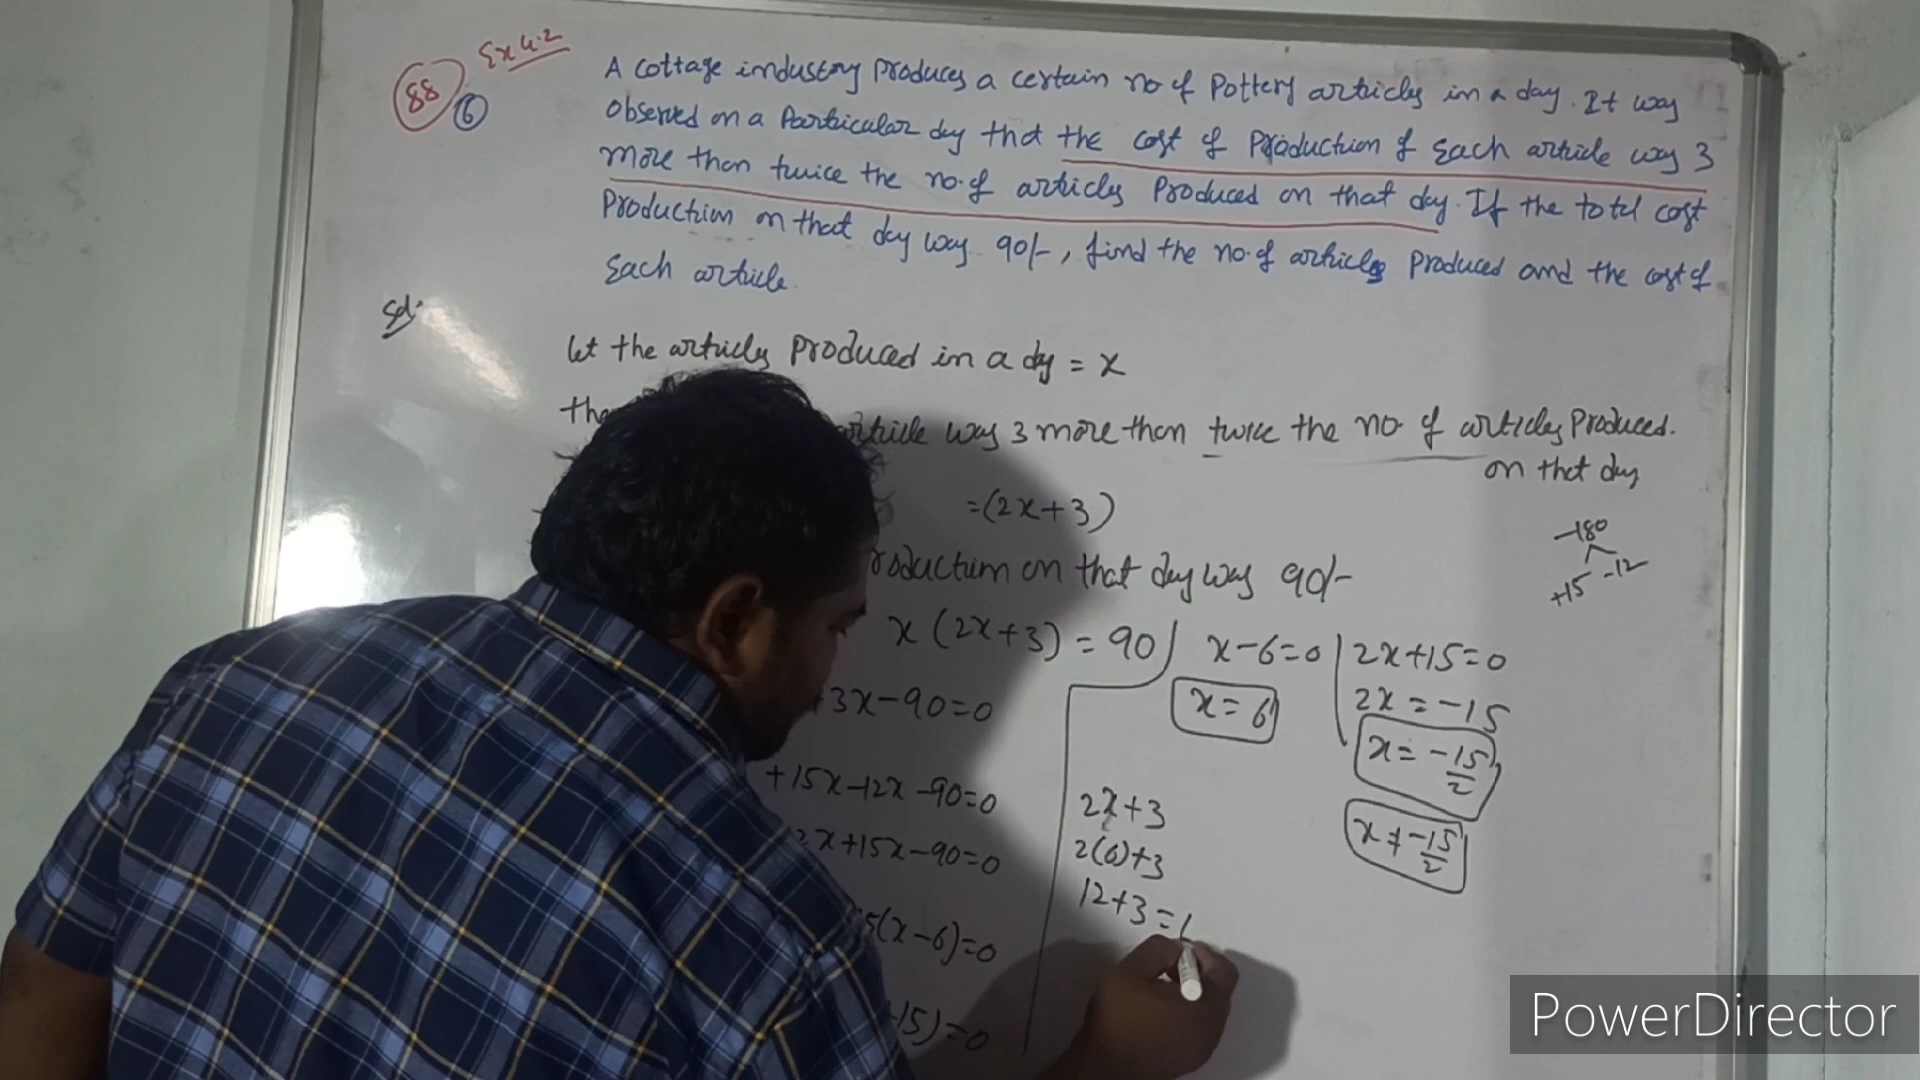 88 Ex 4.2
6
A cottage industry produces a certain no of Pottery articles in a day. It was
observed on a Particular day that the cost of Production of Each article was 3
more than twice the no.of articles Produced on that day. If the total cost
Production on that day was 90/-, find the no.of articles Produced and the cost of
Each article.
Sol:
let the articles produced in a day = x
article was 3 more than twice the no of articles Produced.
on that day
=(2x+3)
-180
+15 -12
on that day was 90/-
x(2x+3)=90
+3x-90=0
+15x-12x-90=0
x+15x-90=0
5(x-6)=0
15)=0
x-6=0
x=6
2x+15=0
2x=-15
x=-15/2
x≠-15/2
2x+3
2(6)+3
12+3=1
PowerDirector